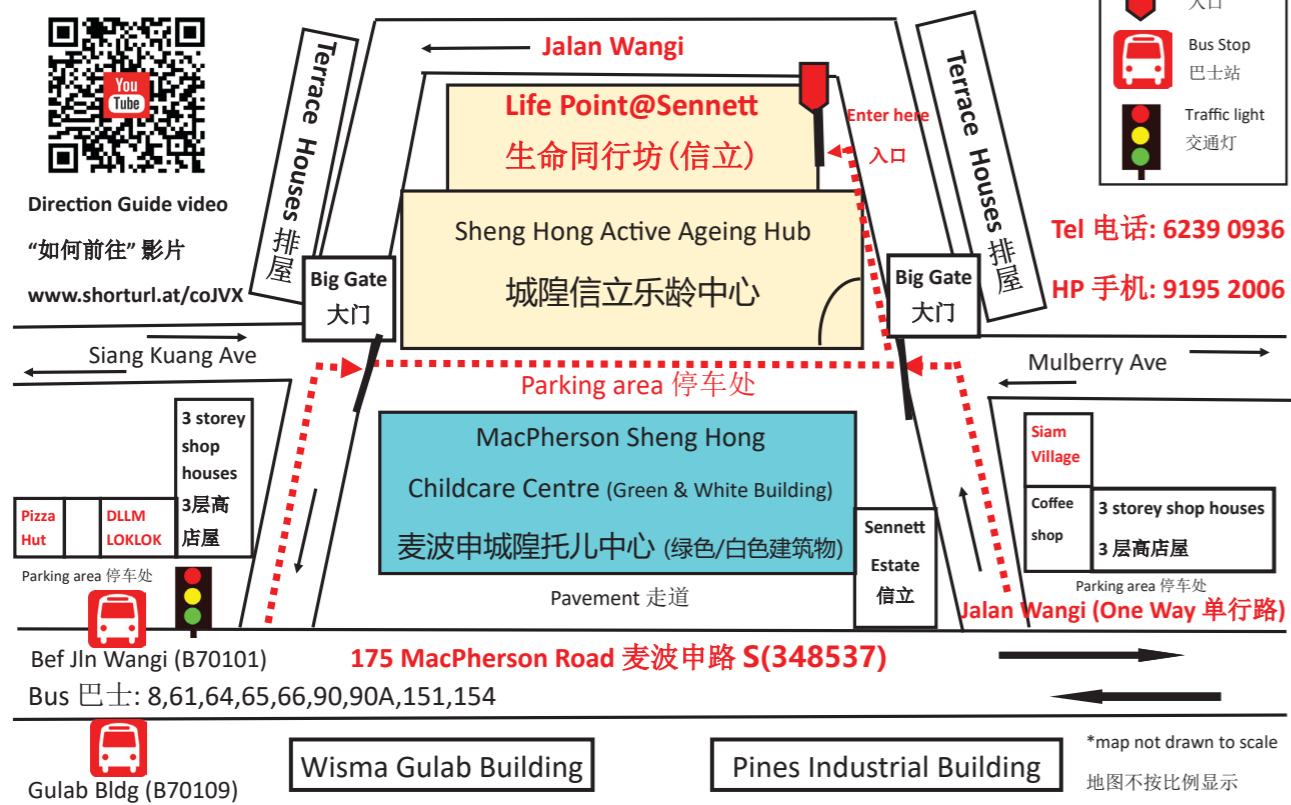 You
Tube
Direction Guide video
“如何前往” 影片
www.shorturl.at/coJVX
Terrace Houses 排屋
Jalan Wangi
Life Point@Sennett
生命同行坊(信立)
Enter here
入口
Terrace Houses 排屋
入口
Bus Stop
巴士站
Traffic light
交通灯
Tel 电话: 6239 0936
HP 手机: 9195 2006
Sheng Hong Active Ageing Hub
城隍信立乐龄中心
Big Gate
大门
Big Gate
大门
Siang Kuang Ave
Mulberry Ave
Parking area 停车处
3 storey
shop
houses
3层高
店屋
Pizza
Hut
DLLM
LOKLOK
Parking area 停车处
MacPherson Sheng Hong
Childcare Centre (Green & White Building)
麦波申城隍托儿中心 (绿色/白色建筑物)
Sennett
Estate
信立
Pavement 走道
Siam
Village
Coffee
shop
3 storey shop houses
3 层高店屋
Parking area 停车处
Jalan Wangi (One Way 单行路)
Bef Jln Wangi (B70101)
175 MacPherson Road 麦波申路 S(348537)
Bus 巴士: 8,61,64,65,66,90,90A,151,154
Gulab Bldg (B70109)
Wisma Gulab Building
Pines Industrial Building
*map not drawn to scale
地图不按比例显示